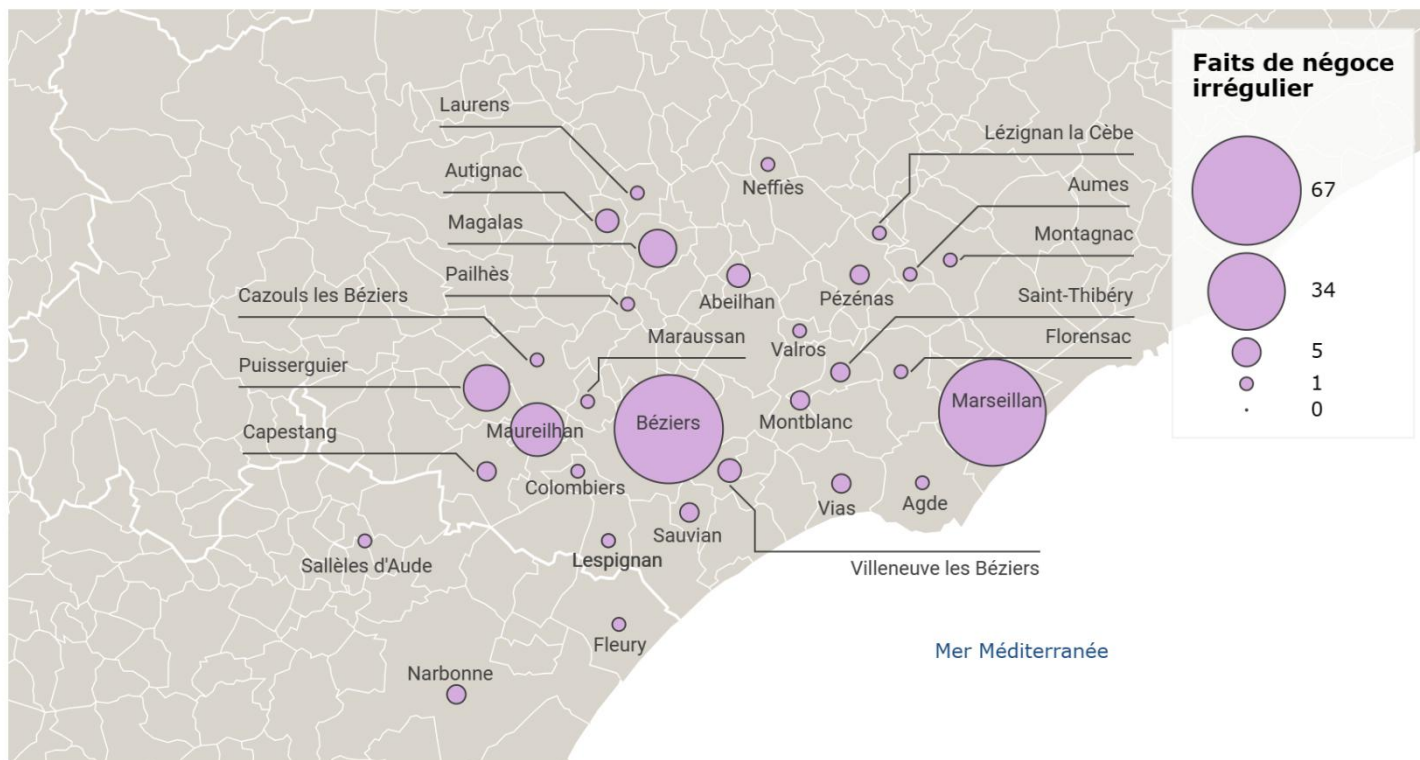 Faits de négoce
irrégulier
67
34
5
1
0
Laurens
Lézignan la Cèbe
Autignac
Neffiès
Aumes
Magalas
Montagnac
Pailhès
Abeilhan
Pézénas
Saint-Thibéry
Cazouls les Béziers
Maraussan
Valros
Florensac
Puisserguier
Marseillan
Béziers
Montblanc
Capestang
Maureilhan
Colombiers
Vias
Agde
Sauvian
Sallèles d'Aude
Lespignan
Villeneuve les Béziers
Fleury
Mer Méditerranée
Narbonne